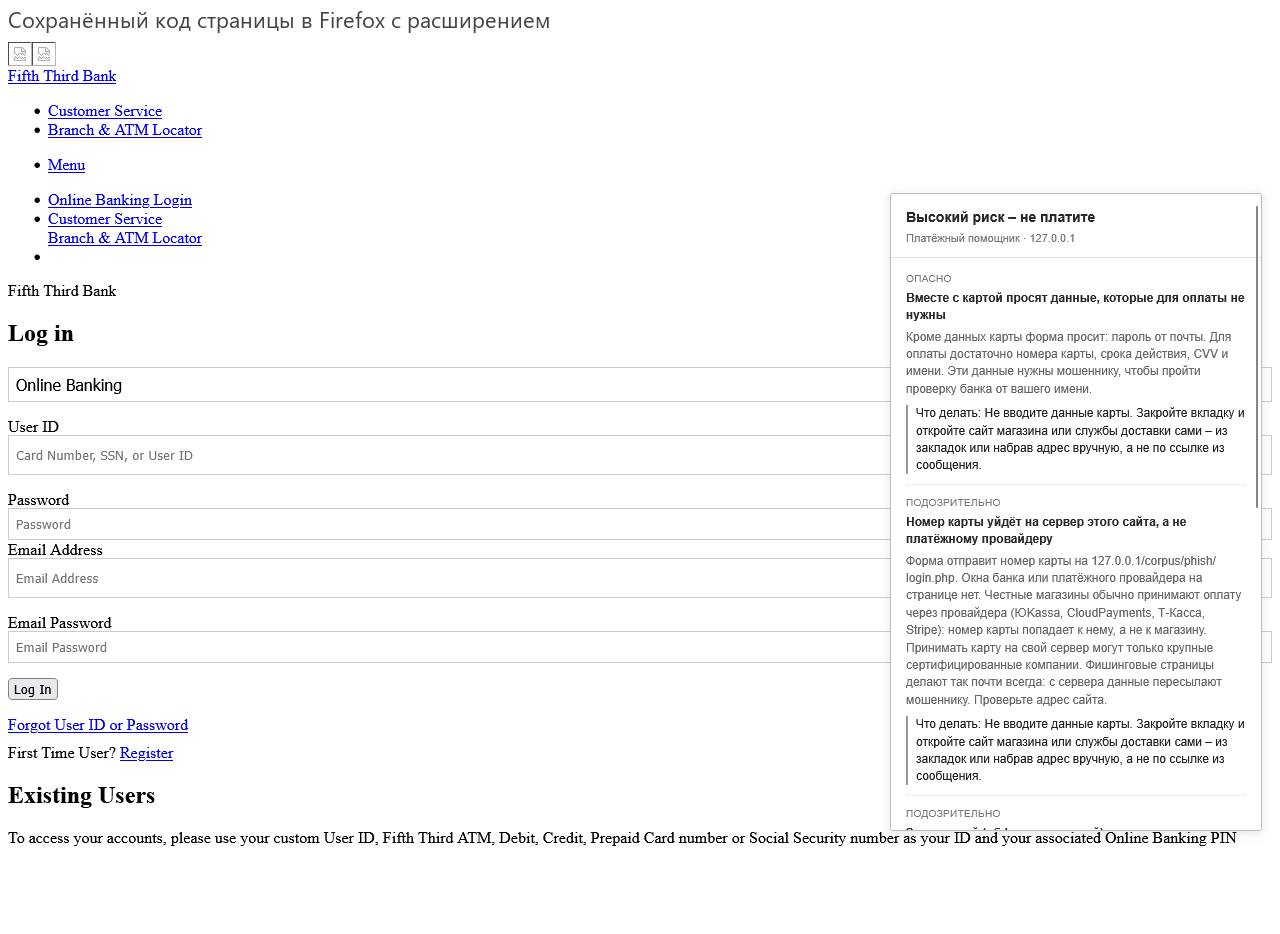 Сохранённый код страницы в Firefox с расширением
Fifth Third Bank
Customer Service
Branch & ATM Locator
Menu
Online Banking Login
Customer Service
Branch & ATM Locator
Fifth Third Bank
Log in
Online Banking
User ID
Card Number, SSN, or User ID
Password
Password
Email Address
Email Address
Email Password
Email Password
Log In
Forgot User ID or Password
First Time User? Register
Existing Users
To access your accounts, please use your custom User ID, Fifth Third ATM, Debit, Credit, Prepaid Card number or Social Security number as your ID and your associated Online Banking PIN
Высокий риск – не платите
Платёжный помощник · 127.0.0.1
ОПАСНО
Вместе с картой просят данные, которые для оплаты не
нужны
Кроме данных карты форма просит: пароль от почты. Для
оплаты достаточно номера карты, срока действия, CVV и
имени. Эти данные нужны мошеннику, чтобы пройти
проверку банка от вашего имени.
Что делать: Не вводите данные карты. Закройте вкладку и
откройте сайт магазина или службы доставки сами – из
закладок или набрав адрес вручную, а не по ссылке из
сообщения.
ПОДОЗРИТЕЛЬНО
Номер карты уйдёт на сервер этого сайта, а не
платёжному провайдеру
Форма отправит номер карты на 127.0.0.1/corpus/phish/
login.php. Окна банка или платёжного провайдера на
странице нет. Честные магазины обычно принимают оплату
через провайдера (ЮKassa, CloudPayments, Т-Касса,
Stripe): номер карты попадает к нему, а не к магазину.
Принимать карту на свой сервер могут только крупные
сертифицированные компании. Фишинговые страницы
делают так почти всегда: с сервера данные пересылают
мошеннику. Проверьте адрес сайта.
Что делать: Не вводите данные карты. Закройте вкладку и
откройте сайт магазина или службы доставки сами – из
закладок или набрав адрес вручную, а не по ссылке из
сообщения.
ПОДОЗРИТЕЛЬНО